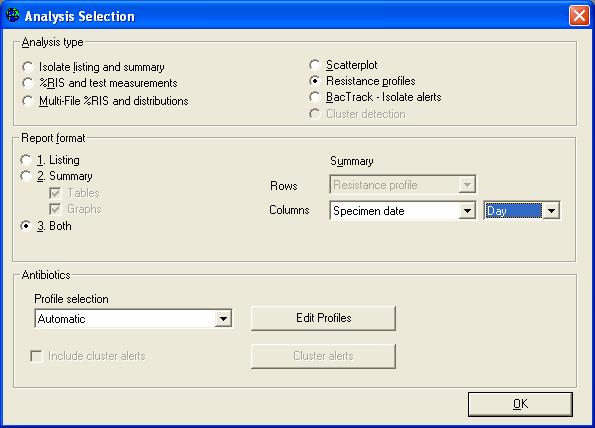 Analysis Selection
Analysis type
Isolate listing and summary
%RIS and test measurements
Multi-File %RIS and distributions
Scatterplot
Resistance profiles
BacTrack - Isolate alerts
Cluster detection
Report format
1. Listing
2. Summary
Tables
Graphs
3. Both
Summary
Rows
Resistance profile
Columns
Specimen date
Day
Antibiotics
Profile selection
Automatic
Edit Profiles
Include cluster alerts
Cluster alerts
OK